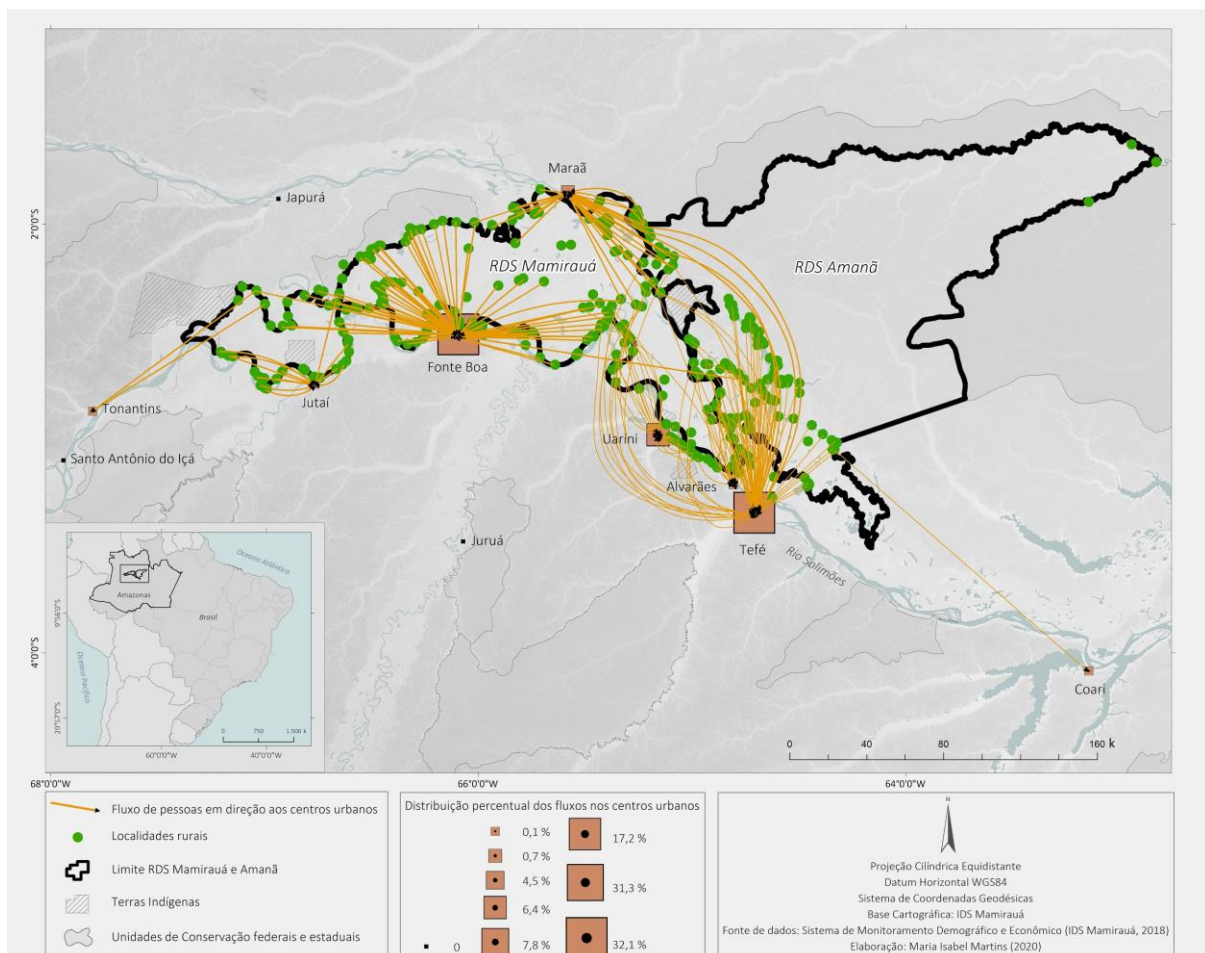 Maraã
Japurá
2°0'0"S
RDS Mamirauá
RDS Amanã
Fonte Boa
Tonantins
Jutaí
Uarini
Santo Antônio do Içá
Alvarães
Juruá
Tefé
Rio Solimões
4°0'0"S
Coari
Oceano Atlântico
Amazonas
Brasil
Oceano Pacífico
0 750 1.500 k
60°0'0"W 40°0'0"W
0 40 80 160 k
68°0'0"W 66°0'0"W 64°0'0"W
Fluxo de pessoas em direção aos centros urbanos
Localidades rurais
Limite RDS Mamirauá e Amanã
Terras Indígenas
Unidades de Conservação federais e estaduais
Distribuição percentual dos fluxos nos centros urbanos
0,1 %
0,7 %
4,5 %
6,4 %
0
7,8 %
17,2 %
31,3 %
32,1 %
N
Projeção Cilíndrica Equidistante
Datum Horizontal WGS84
Sistema de Coordenadas Geodésicas
Base Cartográfica: IDS Mamirauá
Fonte de dados: Sistema de Monitoramento Demográfico e Econômico (IDS Mamirauá, 2018)
Elaboração: Maria Isabel Martins (2020)